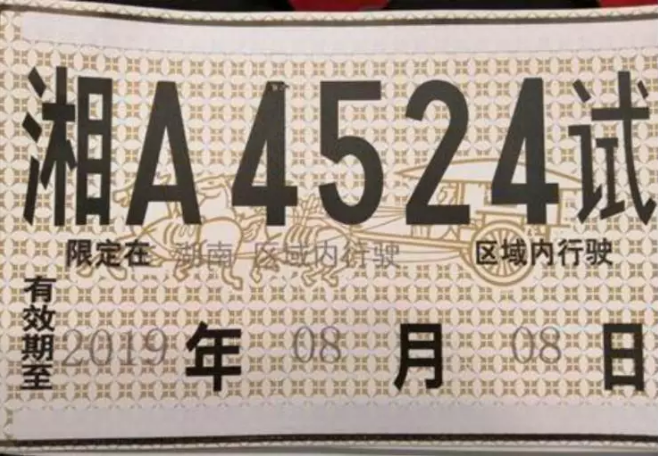 湘A4524试
限定在 湖南 区域内行驶 区域内行驶
有效期至 2019 年 08 月 08 日